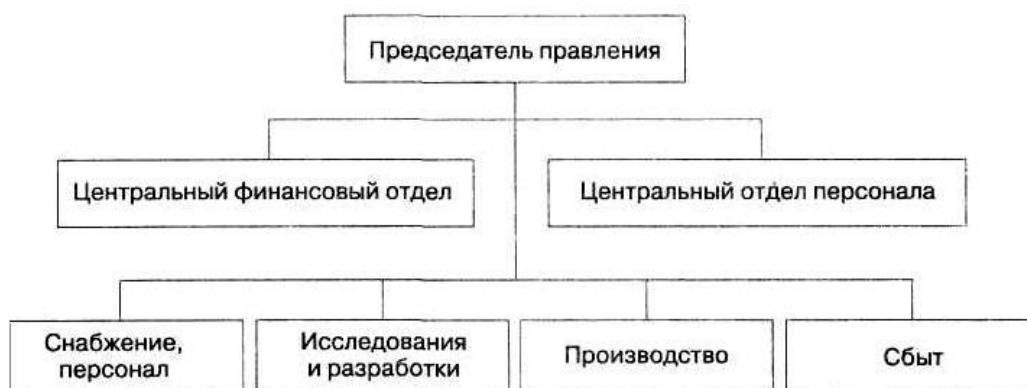 Председатель правления
Центральный финансовый отдел
Центральный отдел персонала
Снабжение,
персонал
Исследования
и разработки
Производство
Сбыт